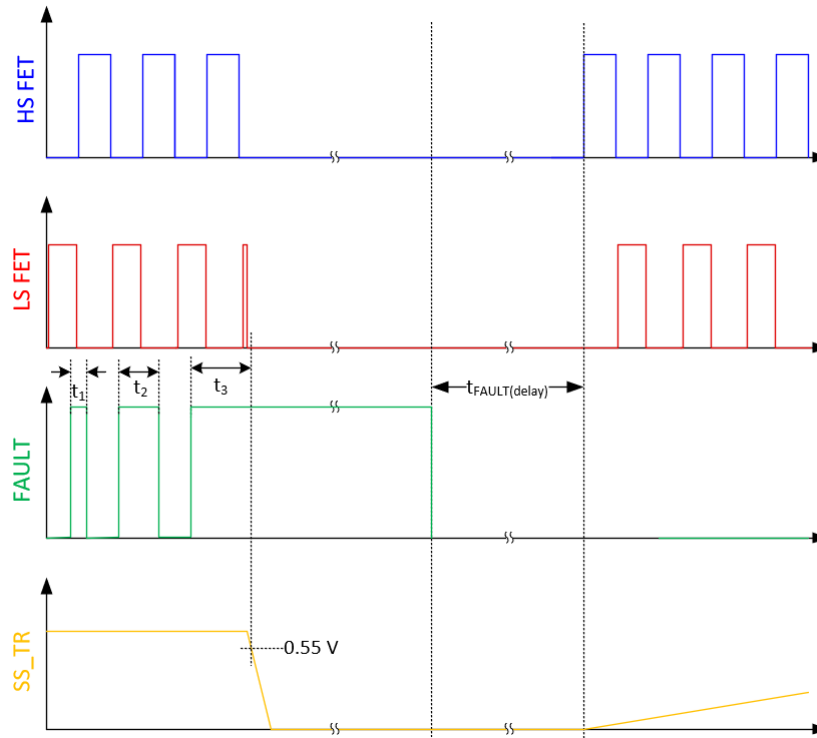 HS FET
LS FET
t1
t2
t3
tFAULT(delay)
FAULT
0.55 V
SS_TR